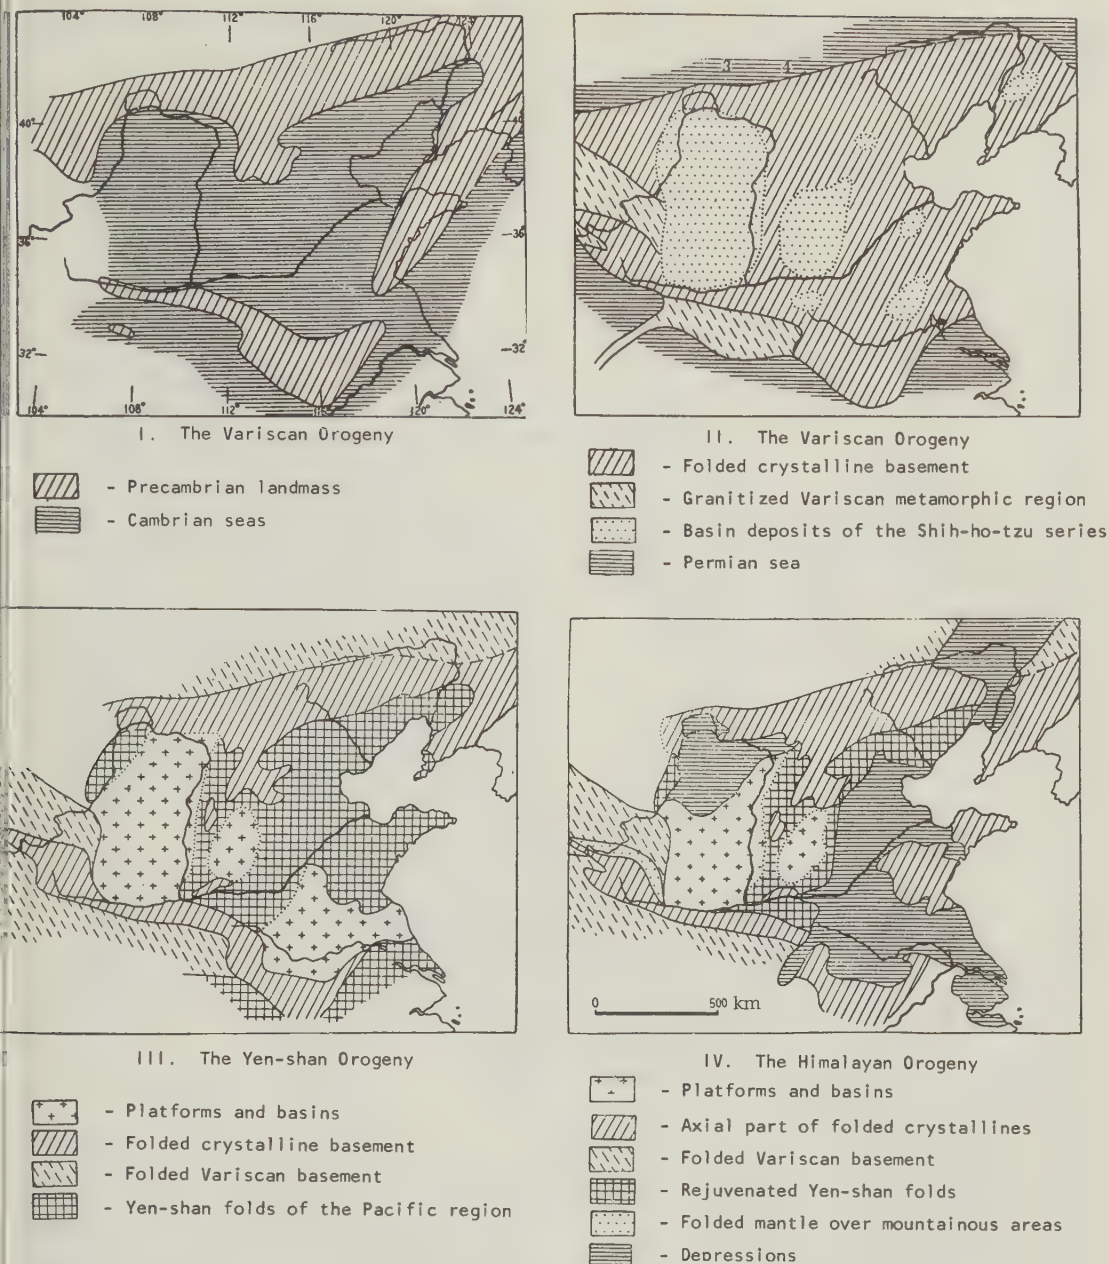 104° 108° 112° 116° 120°
40°
40
36°
36
32°
32°
104° 108° 112° 120° 124°
I. The Variscan Orogeny
- Precambrian landmass
- Cambrian seas
3 4
II. The Variscan Orogeny
- Folded crystalline basement
- Granitized Variscan metamorphic region
- Basin deposits of the Shih-ho-tzu series
- Permian sea
III. The Yen-shan Orogeny
- Platforms and basins
- Folded crystalline basement
- Folded Variscan basement
- Yen-shan folds of the Pacific region
0 500 km
IV. The Himalayan Orogeny
- Platforms and basins
- Axial part of folded crystallines
- Folded Variscan basement
- Rejuvenated Yen-shan folds
- Folded mantle over mountainous areas
- Depressions